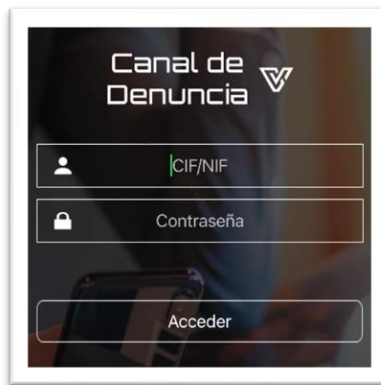 Canal de
Denuncia
CIF/NIF
Contraseña
Acceder